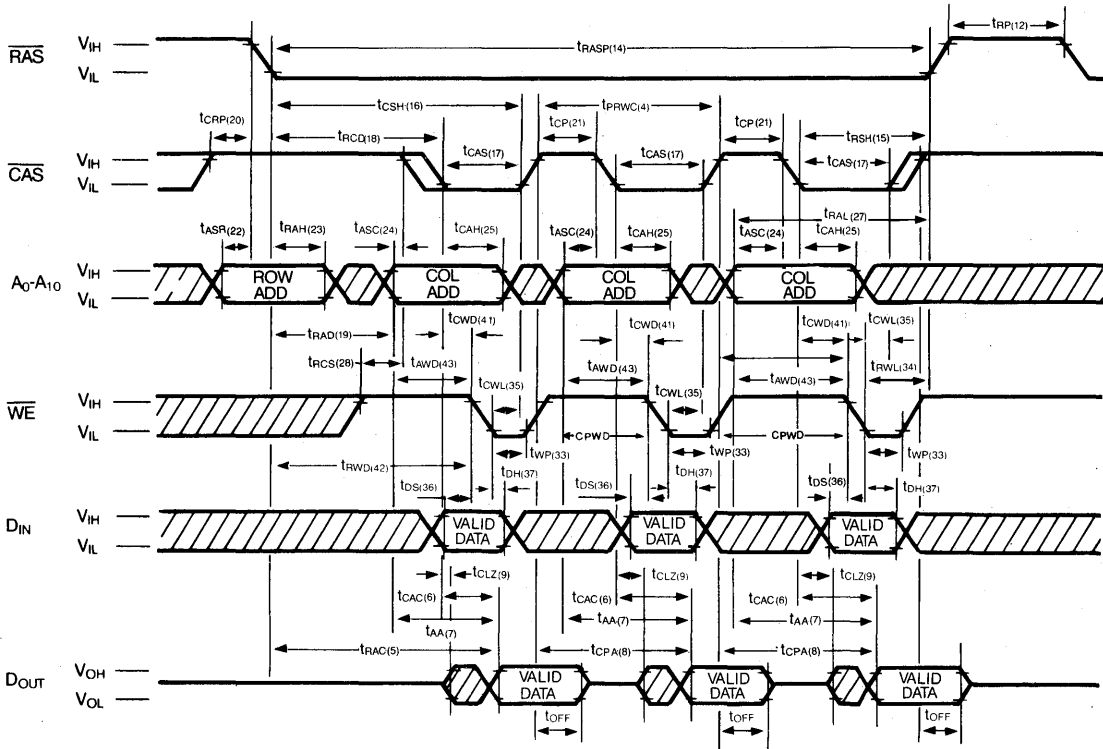 tRP(12)
RAS VIH
tRASP(14)
VIL
tCSH(16) tPRWC(4)
tCRP(20) tRCD(18) tCP(21) tCP(21) tRSH(15)
CAS VIH
tCAS(17) tCAS(17) tCAS(17)
VIL
tRAL(27)
tASR(22) tRAH(23) tASC(24) tCAH(25) tASC(24) tCAH(25) tASC(24) tCAH(25)
A0-A10 VIH
ROW ADD COL ADD COL ADD COL ADD
VIL
tCWD(41) tCWD(41) tCWD(41) tCWL(35)
tRAD(19)
tRCS(28) tAWD(43) tAWD(43) tRWL(34)
tCWL(35) tCWL(35) tAWD(43)
WE VIH
VIL
CPWD CPWD
tWP(33) tWP(33) tWP(33)
tRWD(42)
tDS(36) tDH(37) tDS(36) tDH(37) tDS(36) tDH(37)
DIN VIH
VALID DATA VALID DATA VALID DATA
VIL
tCLZ(9) tCLZ(9) tCLZ(9)
tCAC(6) tCAC(6) tCAC(6)
tAA(7) tAA(7) tAA(7)
tRAC(5) tCPA(8) tCPA(8)
DOUT VOH
VALID DATA VALID DATA VALID DATA
VOL
tOFF tOFF tOFF